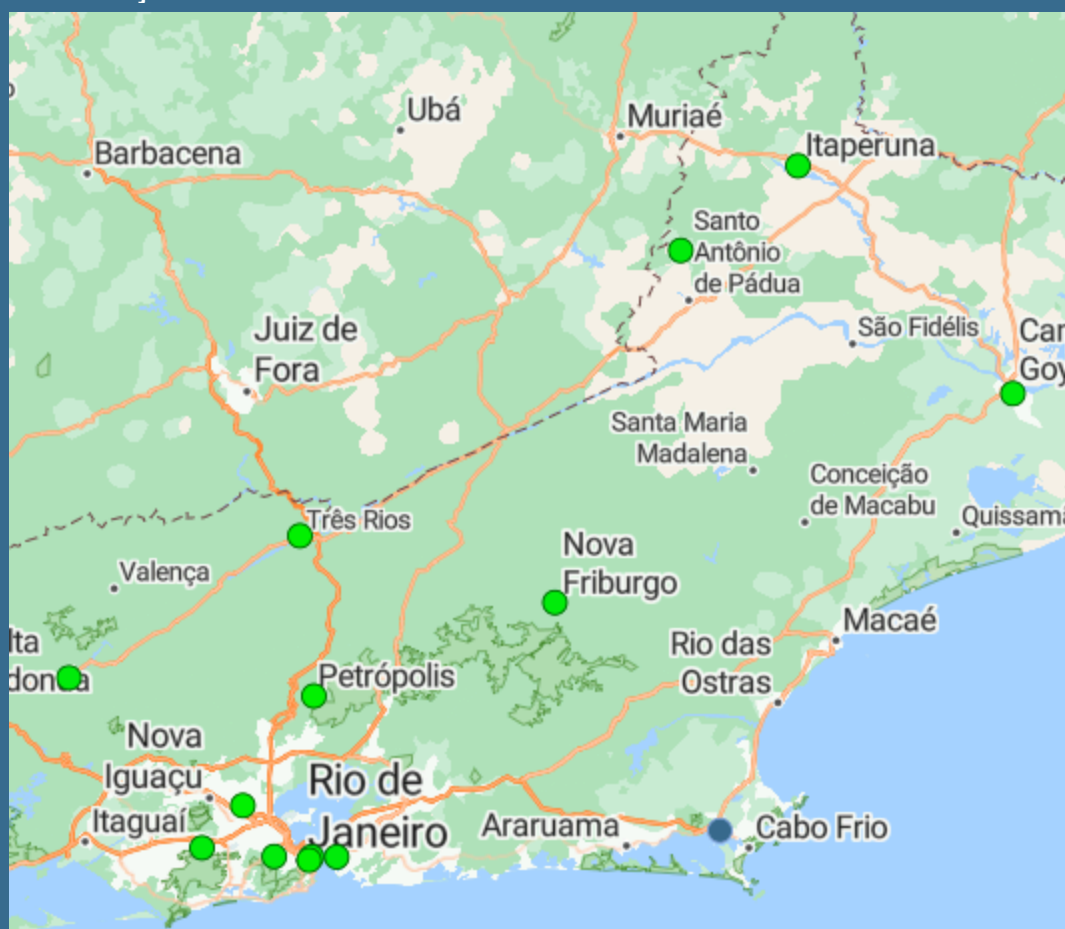 Ubá
Muriaé
Barbacena
Itaperuna
Santo
Antônio
de Pádua
Juiz de
Fora
São Fidélis
Santa Maria
Madalena
Conceição
de Macabu
Quissam
Três Rios
Nova
Friburgo
Valença
Macaé
Rio das
Ostras
Petrópolis
Nova
Iguaçu
Rio de
Janeiro
Itaguaí
Araruama
Cabo Frio